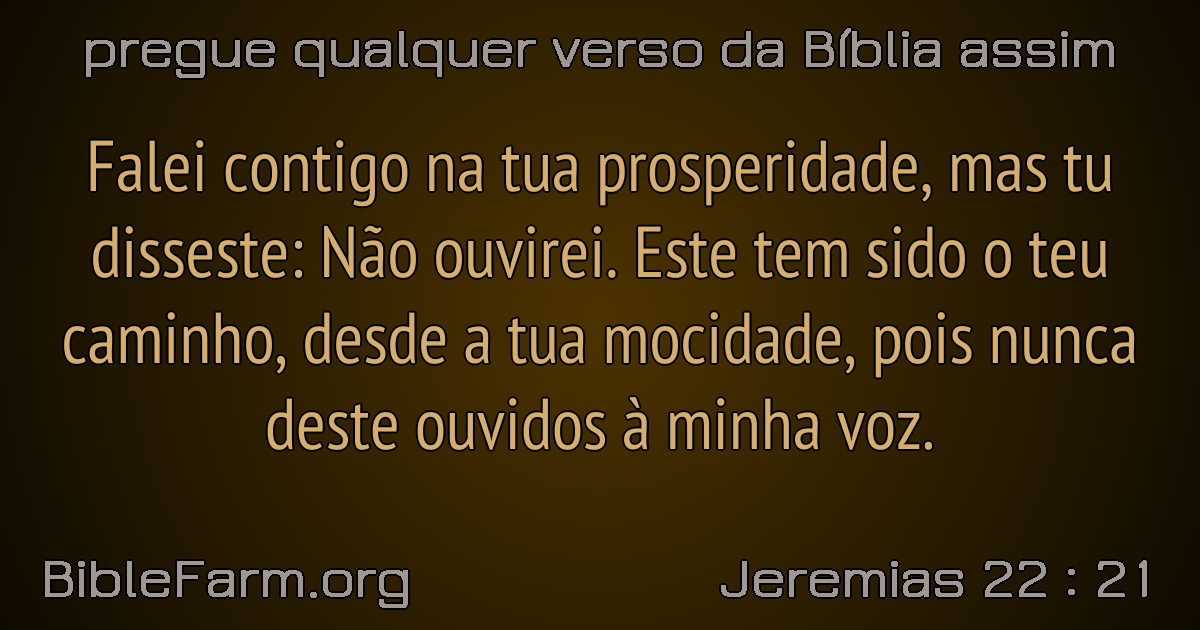 pregue qualquer verso da Bíblia assim
Falei contigo na tua prosperidade, mas tu
disseste: Não ouvirei. Este tem sido o teu
caminho, desde a tua mocidade, pois nunca
deste ouvidos à minha voz.
BibleFarm.org
Jeremias 22 : 21